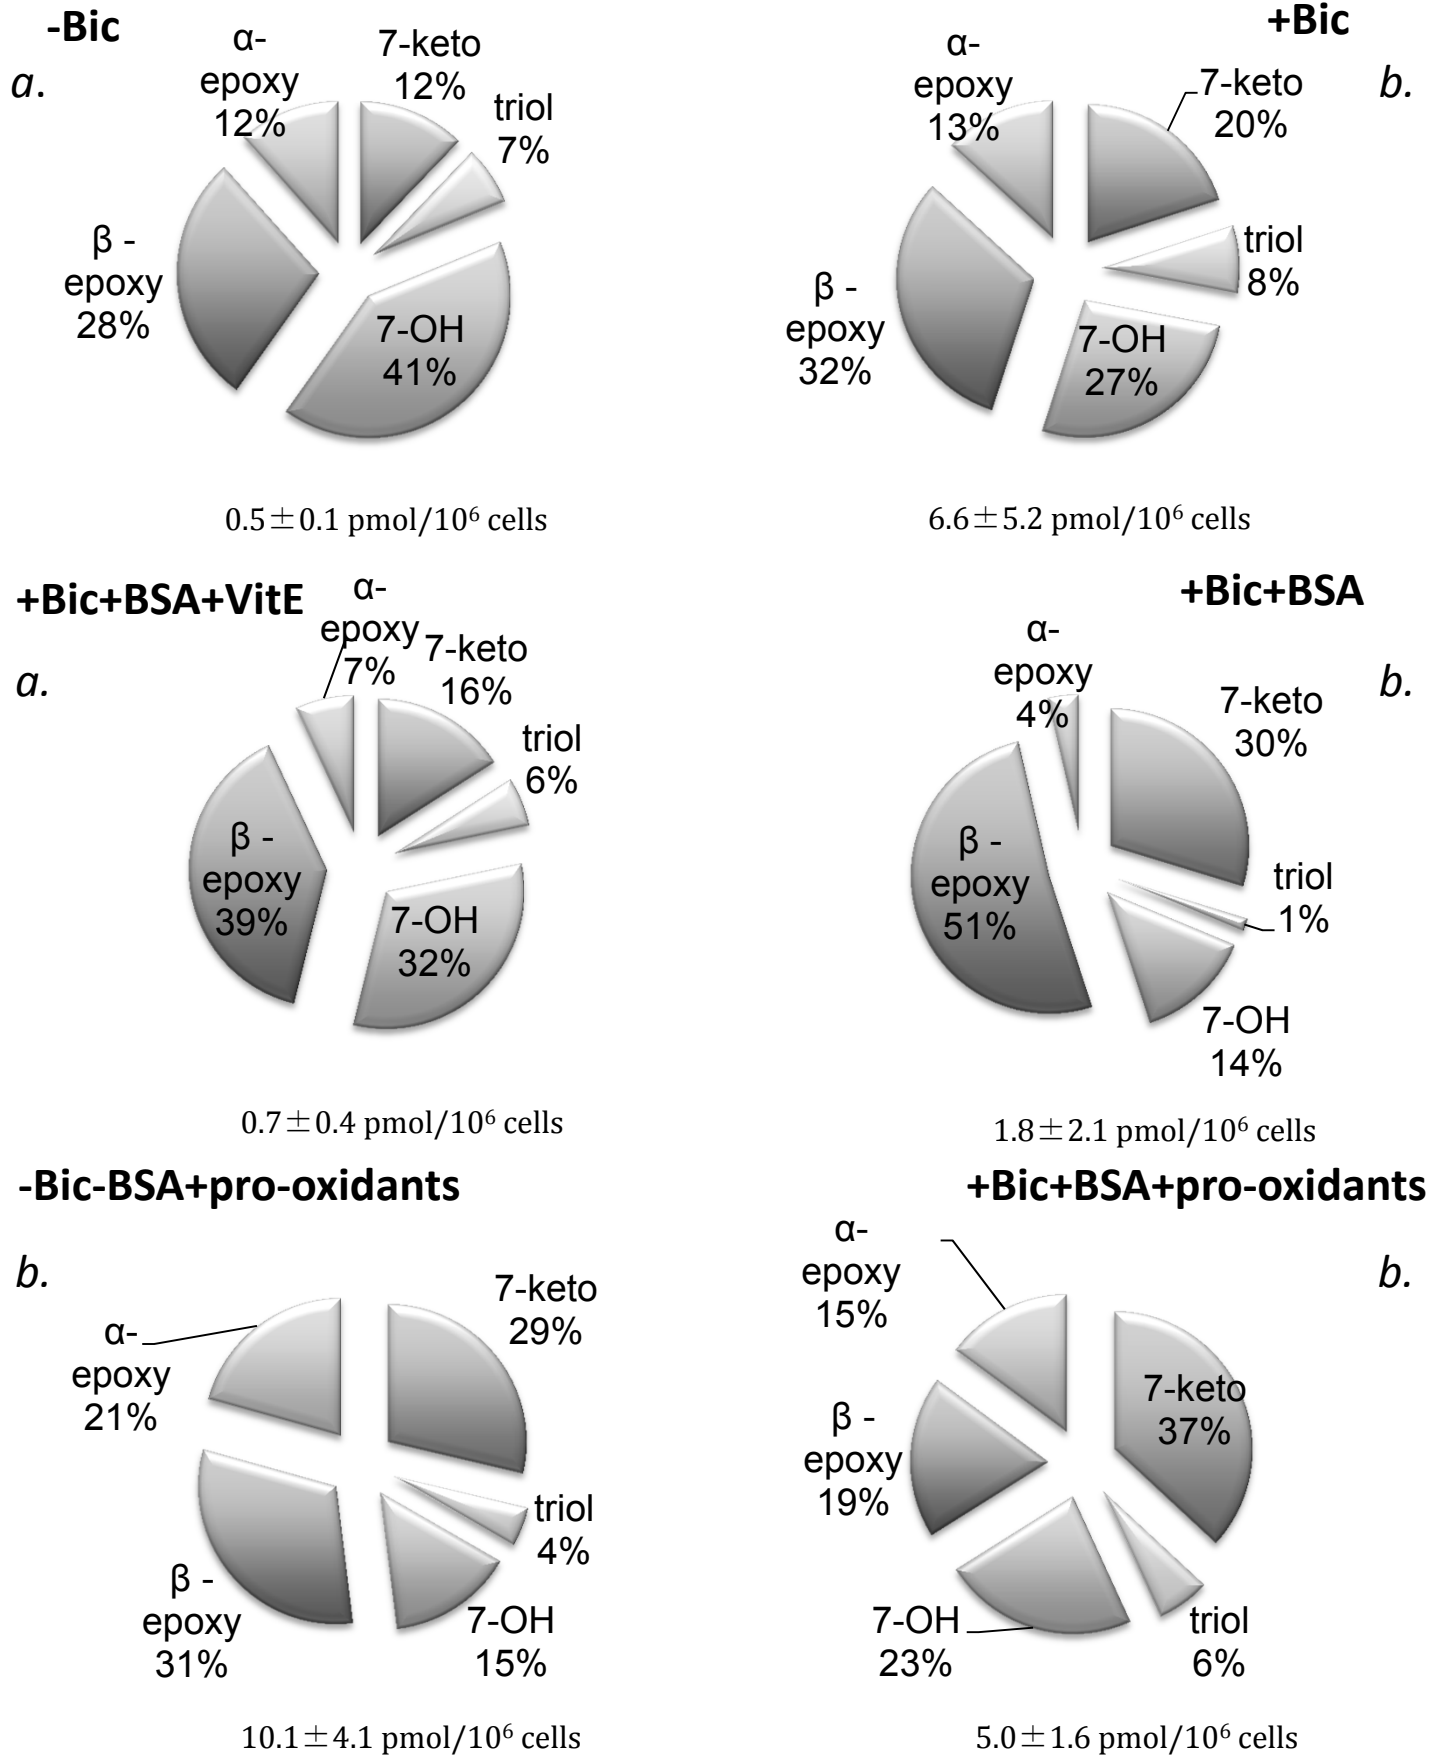 -Bic
a.
α-
epoxy
12%
7-keto
12%
triol
7%
β -
epoxy
28%
7-OH
41%
0.5±0.1 pmol/10⁶ cells
+Bic
b.
α-
epoxy
13%
7-keto
20%
triol
8%
β -
epoxy
32%
7-OH
27%
6.6±5.2 pmol/10⁶ cells
+Bic+BSA+VitE
a.
α-
epoxy
7%
7-keto
16%
triol
6%
β -
epoxy
39%
7-OH
32%
0.7±0.4 pmol/10⁶ cells
+Bic+BSA
b.
α-
epoxy
4%
7-keto
30%
triol
1%
β -
epoxy
51%
7-OH
14%
1.8±2.1 pmol/10⁶ cells
-Bic-BSA+pro-oxidants
b.
α-
epoxy
21%
7-keto
29%
triol
4%
β -
epoxy
31%
7-OH
15%
10.1±4.1 pmol/10⁶ cells
+Bic+BSA+pro-oxidants
b.
α-
epoxy
15%
7-keto
37%
β -
epoxy
19%
7-OH
23%
triol
6%
5.0±1.6 pmol/10⁶ cells